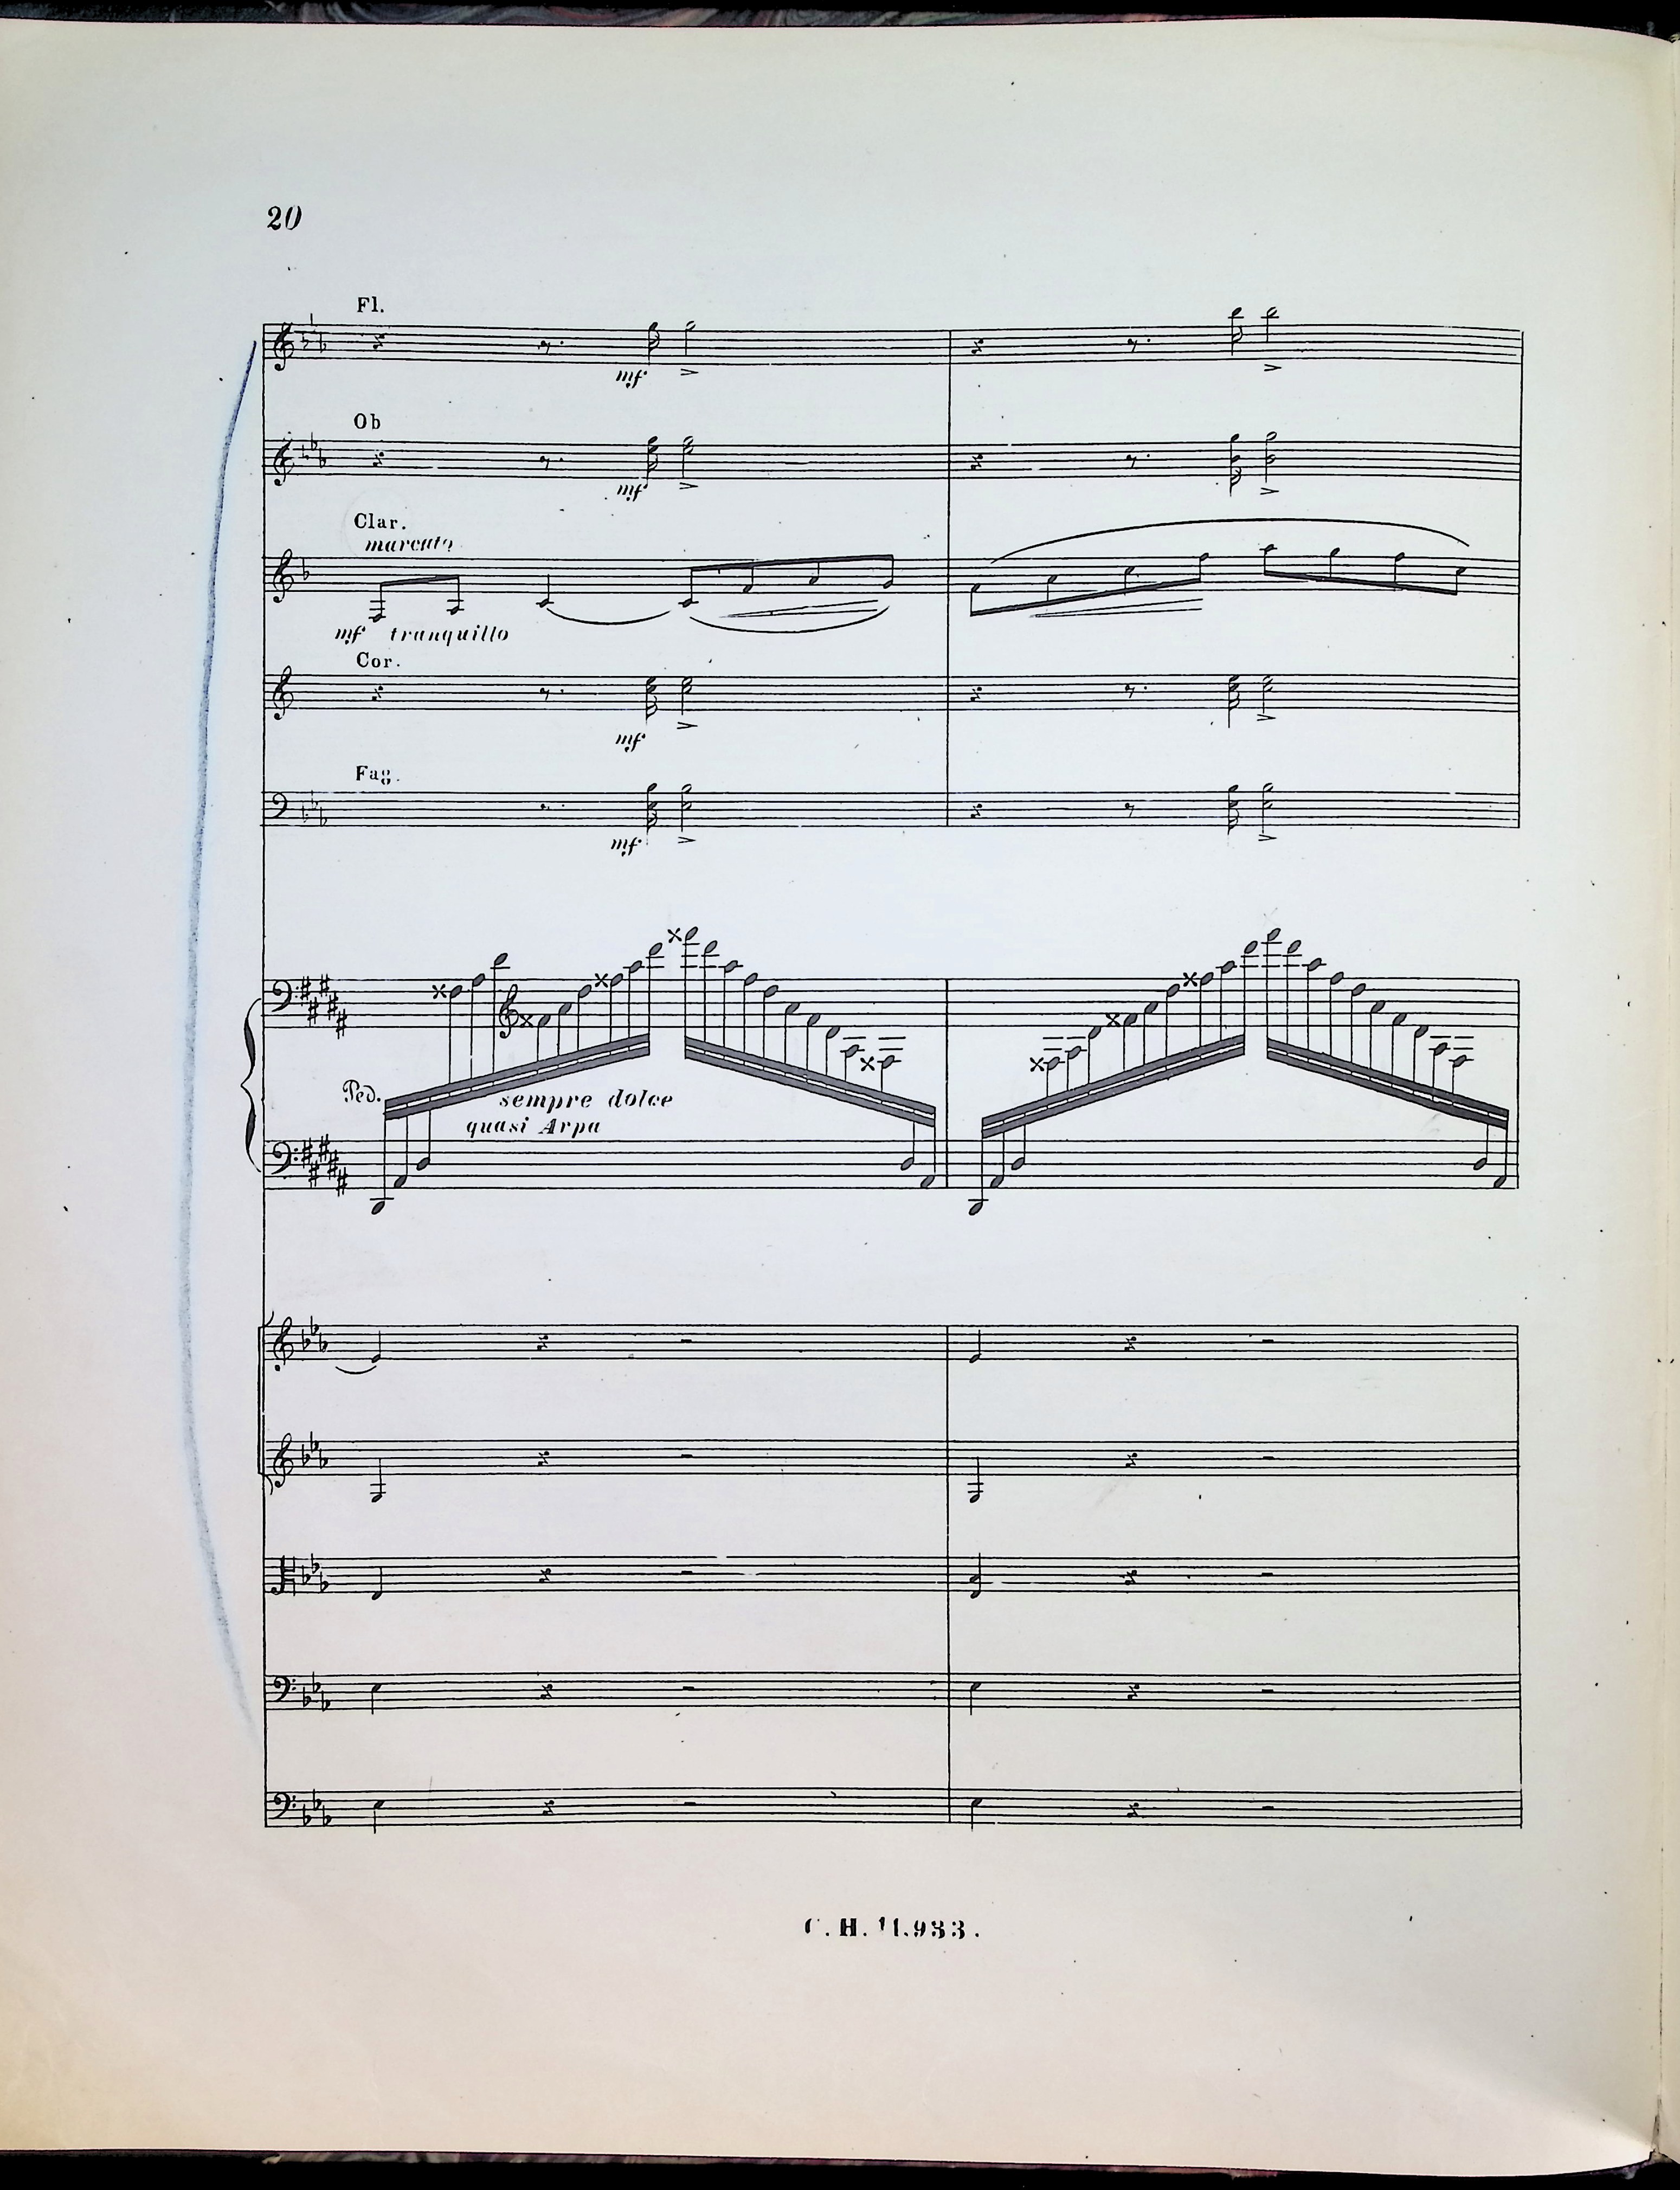 20
Fl.
mf
Ob
mf
Clar.
marcato
mf tranquillo
Cor.
mf
Fag.
mf
Ped.
sempre dolce
quasi Arpa
C. H. 11.933.